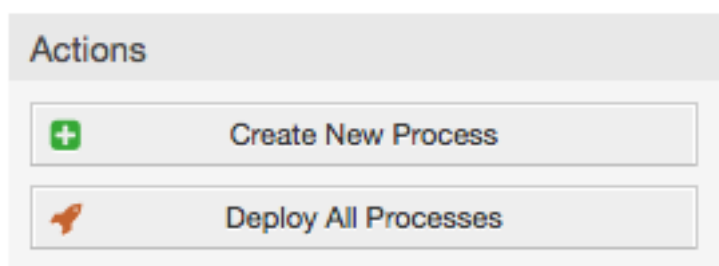 Actions
Create New Process
Deploy All Processes